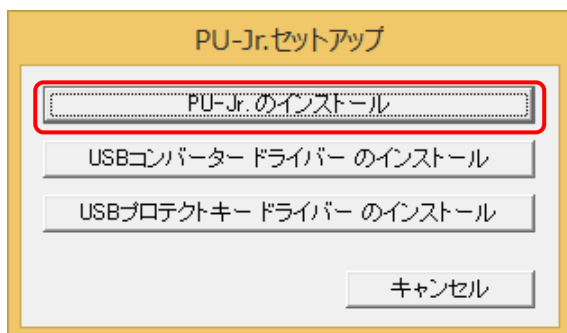 PU-Jr.セットアップ
PU-Jr.のインストール
USBコンバーター ドライバー のインストール
USBプロテクトキー ドライバー のインストール
キャンセル